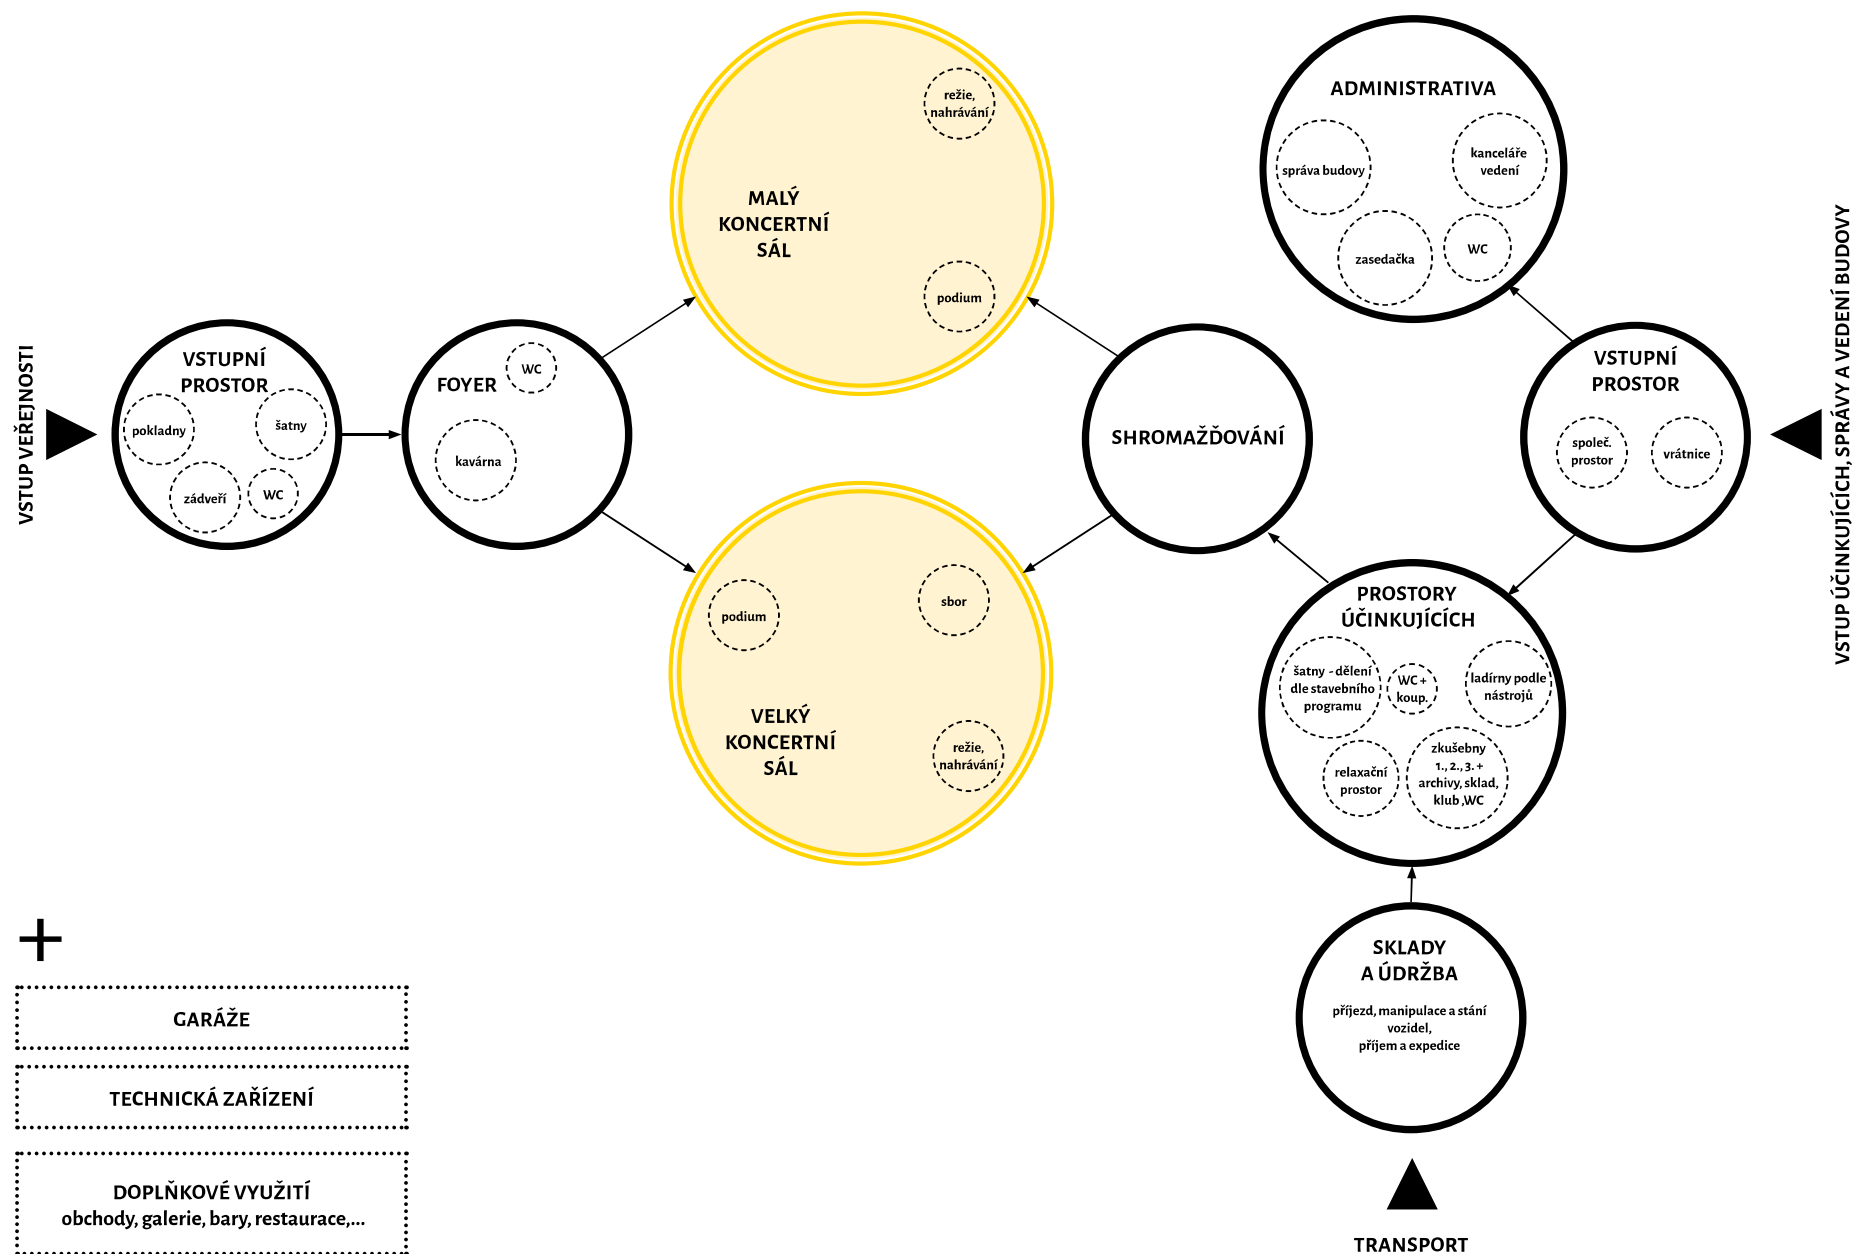 VSTUP VEŘEJNOSTI
VSTUPNÍ
PROSTOR
pokladny
šatny
zádveří
WC
FOYER
WC
kavárna
MALÝ
KONCERTNÍ
SÁL
režie,
nahrávání
podium
VELKÝ
KONCERTNÍ
SÁL
podium
sbor
režie,
nahrávání
SHROMAŽĎOVÁNÍ
ADMINISTRATIVA
správa budovy
kanceláře
vedení
zasedačka
WC
VSTUPNÍ
PROSTOR
společ.
prostor
vrátnice
VSTUP ÚČINKUJÍCÍCH, SPRÁVY A VEDENÍ BUDOVY
PROSTORY
ÚČINKUJÍCÍCH
šatny - dělení
dle stavebního
programu
WC +
koup.
ladírny podle
nástrojů
relaxační
prostor
zkušebny
1., 2., 3. +
archivy, sklad,
klub ,WC
SKLADY
A ÚDRŽBA
příjezd, manipulace a stání
vozidel,
příjem a expedice
TRANSPORT
+
GARÁŽE
TECHNICKÁ ZAŘÍZENÍ
DOPLŇKOVÉ VYUŽITÍ
obchody, galerie, bary, restaurace,...